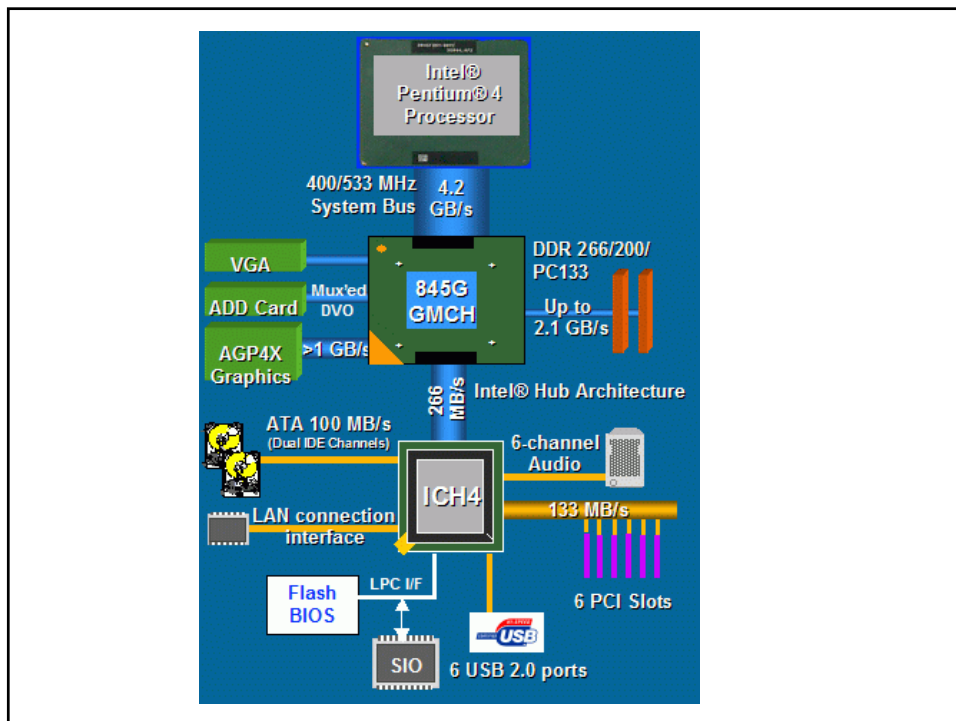 Intel®
Pentium® 4
Processor
400/533 MHz
System Bus
4.2
GB/s
VGA
ADD Card
Mux'ed
DVO
AGP4X
Graphics
>1 GB/s
845G
GMCH
DDR 266/200/
PC133
Up to
2.1 GB/s
266
MB/s
Intel® Hub Architecture
ATA 100 MB/s
(Dual IDE Channels)
6-channel
Audio
ICH4
LAN connection
interface
133 MB/s
6 PCI Slots
LPC I/F
Flash
BIOS
SIO
USB
6 USB 2.0 ports